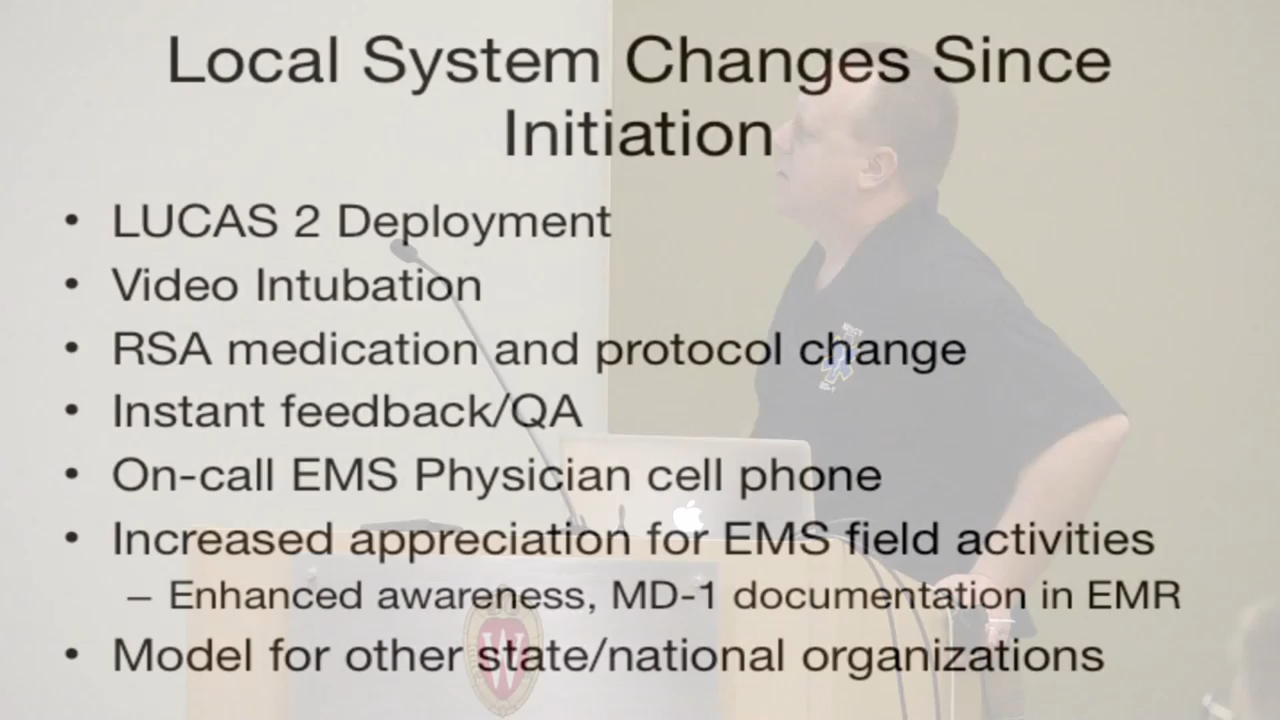 Local System Changes Since
Initiation
• LUCAS 2 Deployment
• Video Intubation
• RSA medication and protocol change
• Instant feedback/QA
• On-call EMS Physician cell phone
• Increased appreciation for EMS field activities
– Enhanced awareness, MD-1 documentation in EMR
• Model for other state/national organizations
W